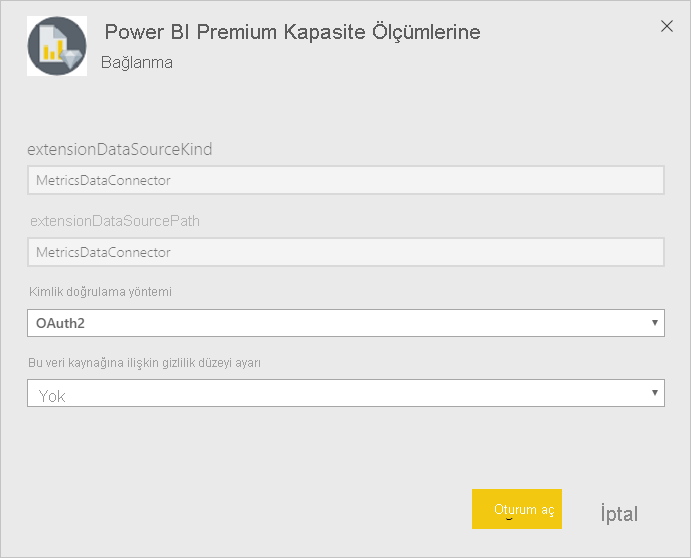 Power BI Premium Kapasite Ölçümlerine
Bağlanma
extensionDataSourceKind
MetricsDataConnector
extensionDataSourcePath
MetricsDataConnector
Kimlik doğrulama yöntemi
OAuth2
Bu veri kaynağına ilişkin gizlilik düzeyi ayarı
Yok
Oturum aç
İptal